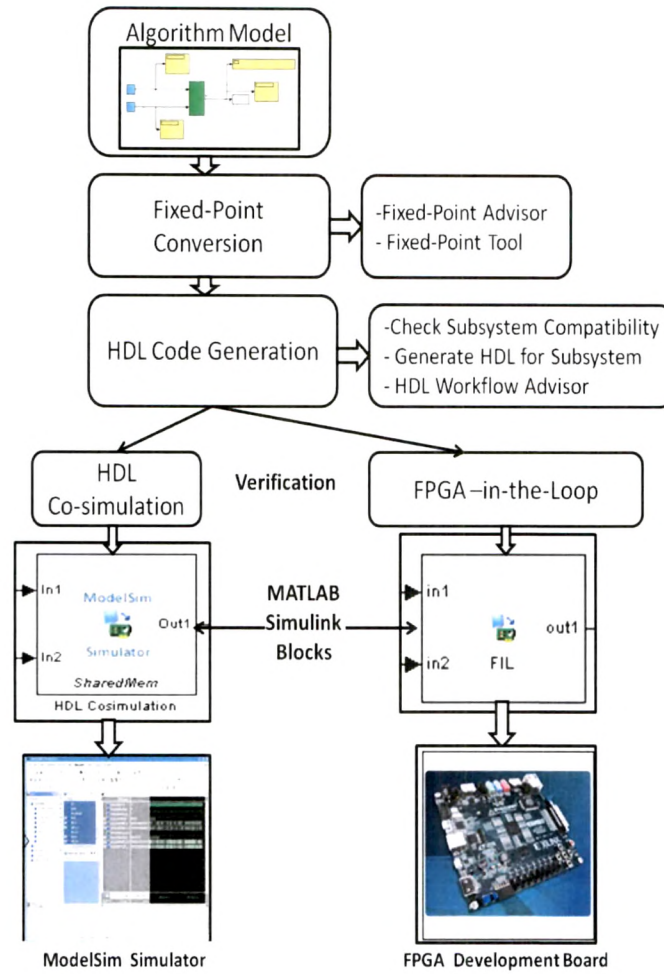 Algorithm Model
Fixed-Point
Conversion
-Fixed-Point Advisor
- Fixed-Point Tool
HDL Code Generation
-Check Subsystem Compatibility
- Generate HDL for Subsystem
- HDL Workflow Advisor
HDL
Co-simulation
Verification
FPGA –in-the-Loop
In1
ModelSim
Out1
In2
Simulator
SharedMem
HDL Cosimulation
MATLAB
Simulink
Blocks
in1
out1
in2
FIL
ModelSim Simulator
FPGA Development Board